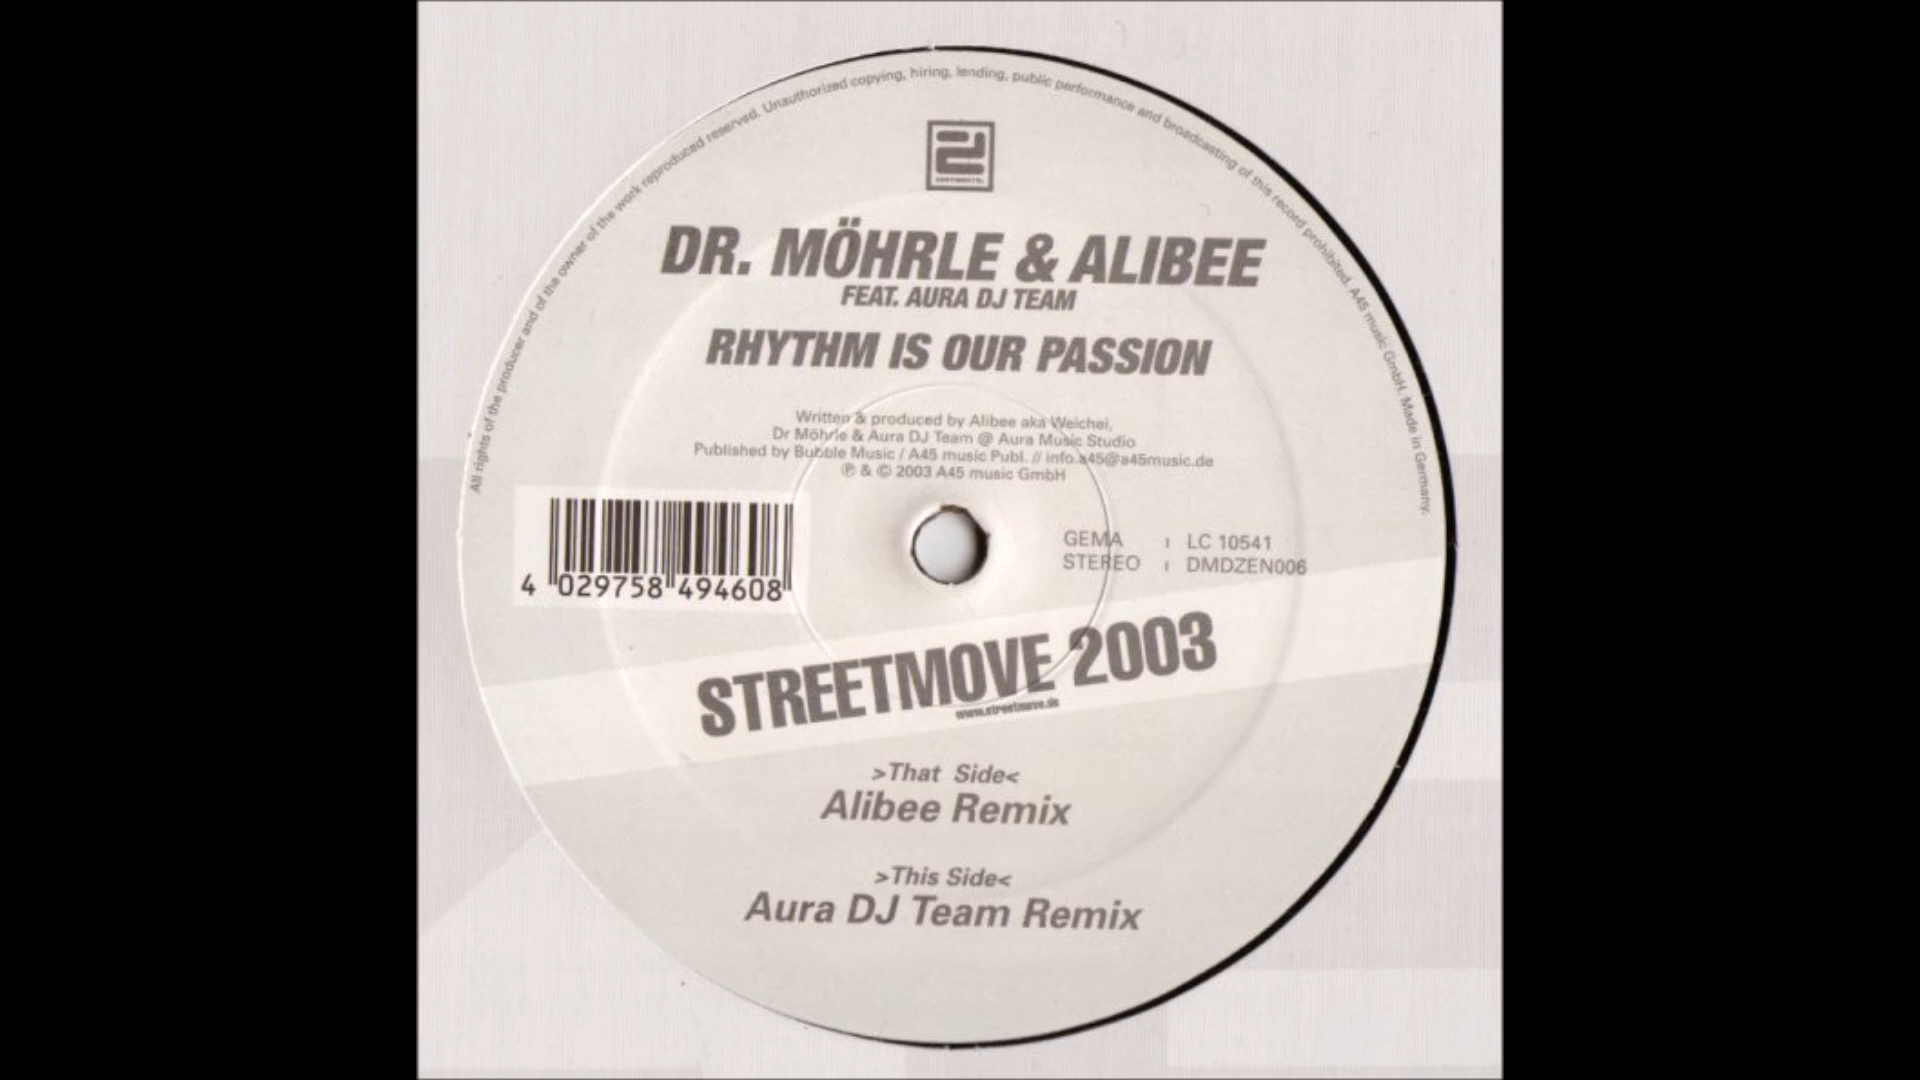 All rights of the producer and of the owner of the work reproduced reserved. Unauthorized copying, hiring, lending, public performance and broadcasting of this record prohibited. A45 music GmbH. Made in Germany.
DR. MÖHRLE & ALIBEE
FEAT. AURA DJ TEAM
RHYTHM IS OUR PASSION
Written & produced by Alibee aka Weichei,
Dr Möhrle & Aura DJ Team @ Aura Music Studio
Published by Bubble Music / A45 music Publ. // info.a45@a45music.de
℗ & © 2003 A45 music GmbH
4 029758 494608
GEMA : LC 10541
STEREO : DMDZEN006
STREETMOVE 2003
www.streetmove.de
>That Side<
Alibee Remix
>This Side<
Aura DJ Team Remix